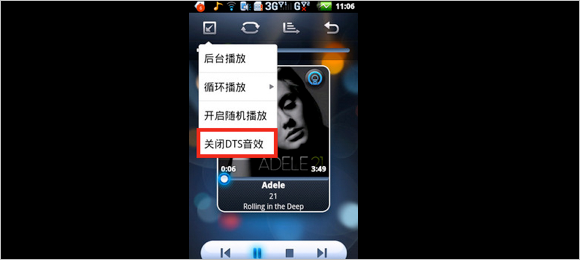 3G
G
11:06
后台播放
循环播放
开启随机播放
关闭DTS音效
ADELE 21
0:06
3:49
Adele
21
Rolling in the Deep